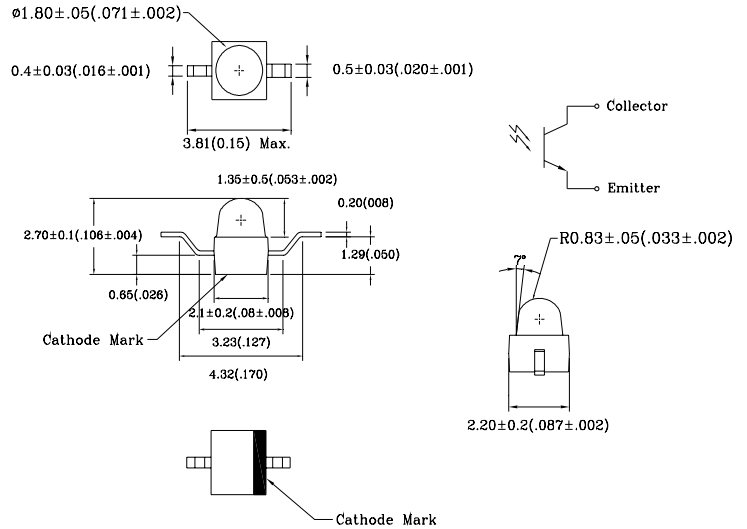 ø1.80±.05(.071±.002)
0.4±0.03(.016±.001)
0.5±0.03(.020±.001)
3.81(0.15) Max.
Collector
Emitter
1.35±0.5(.053±.002)
0.20(008)
2.70±0.1(.106±.004)
1.29(.050)
0.65(.026)
2.1±0.2(.08±.008)
Cathode Mark
3.23(.127)
4.32(.170)
R0.83±.05(.033±.002)
7°
2.20±0.2(.087±.002)
Cathode Mark